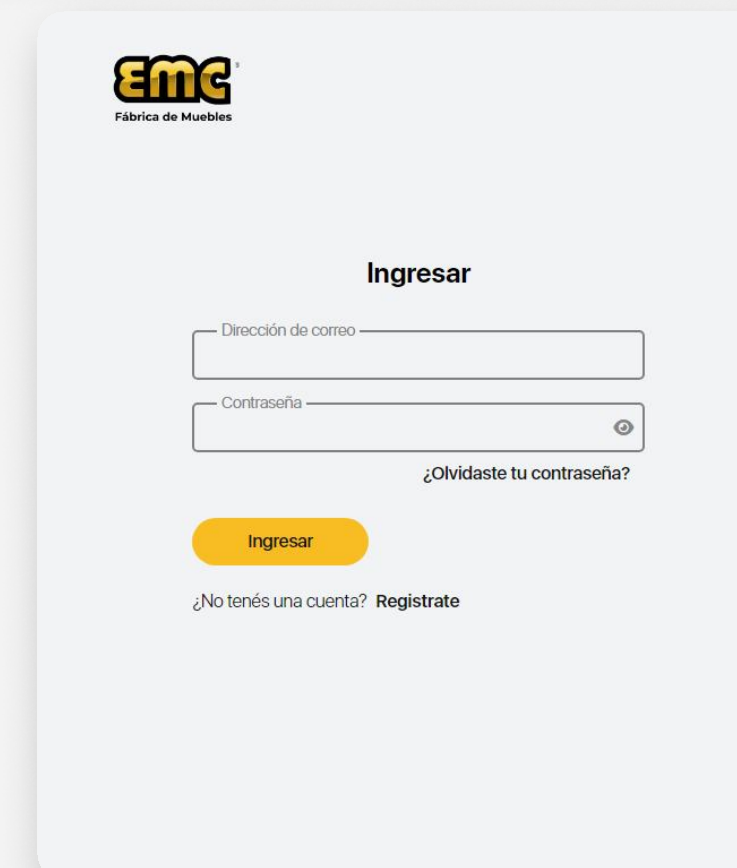 EMC®
Fábrica de Muebles
Ingresar
Dirección de correo
Contraseña
¿Olvidaste tu contraseña?
Ingresar
¿No tenés una cuenta? Registrate